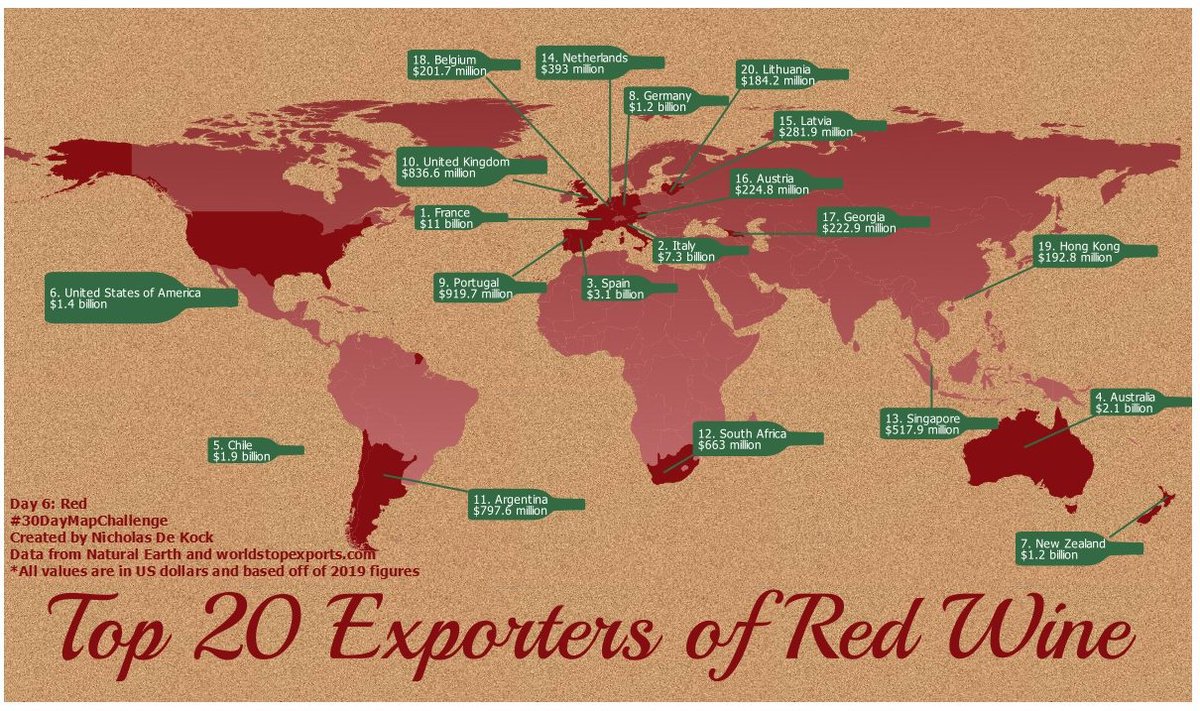 18. Belgium
$201.7 million
14. Netherlands
$393 million
20. Lithuania
$184.2 million
8. Germany
$1.2 billion
15. Latvia
$281.9 million
10. United Kingdom
$836.6 million
16. Austria
$224.8 million
1. France
$11 billion
17. Georgia
$222.9 million
2. Italy
$7.3 billion
19. Hong Kong
$192.8 million
9. Portugal
$919.7 million
3. Spain
$3.1 billion
6. United States of America
$1.4 billion
4. Australia
$2.1 billion
13. Singapore
$517.9 million
12. South Africa
$663 million
5. Chile
$1.9 billion
11. Argentina
$797.6 million
7. New Zealand
$1.2 billion
Day 6: Red
#30DayMapChallenge
Created by Nicholas De Kock
Data from Natural Earth and worldstopexports.com
*All values are in US dollars and based off of 2019 figures
Top 20 Exporters of Red Wine